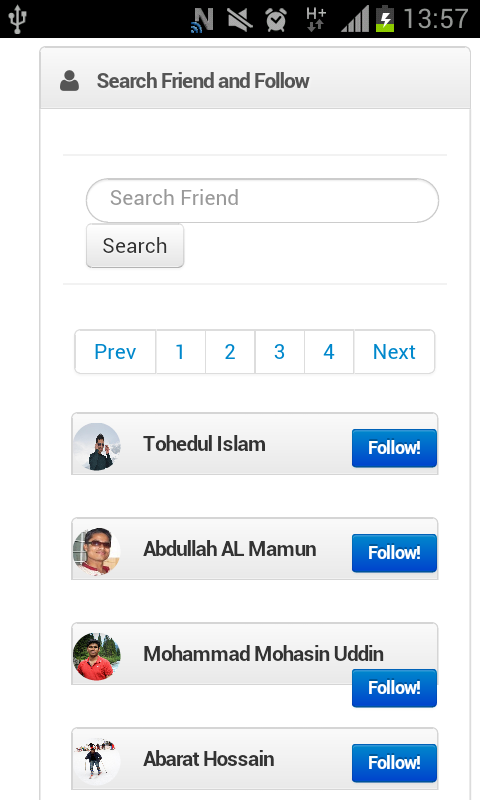 H+ 13:57
Search Friend and Follow
Search Friend
Search
Prev 1 2 3 4 Next
Tohedul Islam Follow!
Abdullah AL Mamun Follow!
Mohammad Mohasin Uddin
Follow!
Abarat Hossain Follow!